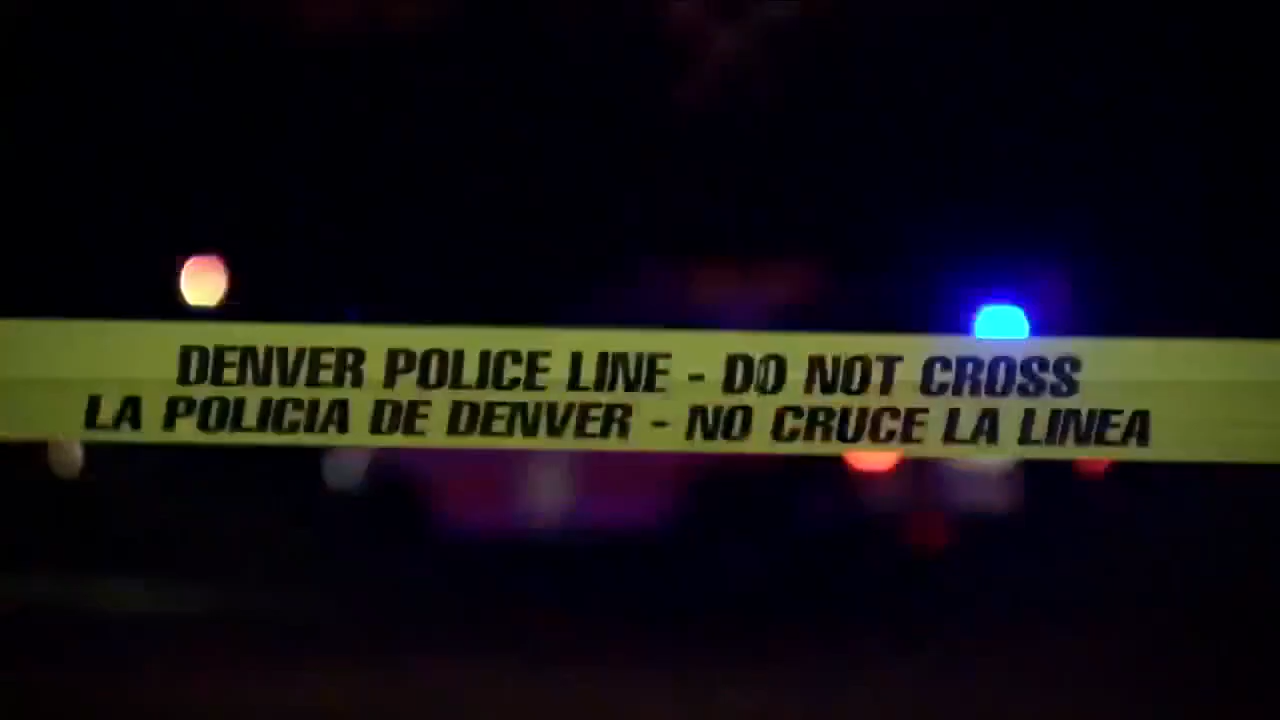 DENVER POLICE LINE - DO NOT CROSS
LA POLICIA DE DENVER - NO CRUCE LA LINEA